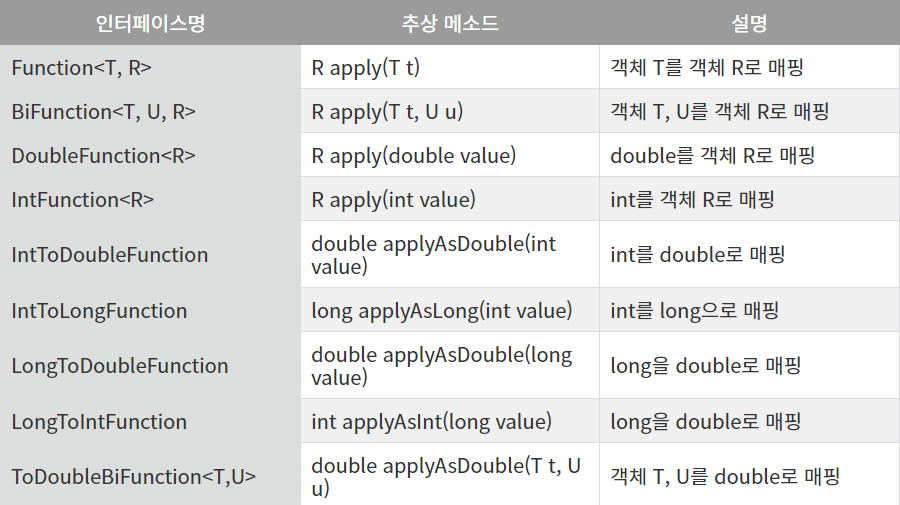 인터페이스명 추상 메소드 설명
Function<T, R> R apply(T t) 객체 T를 객체 R로 매핑
BiFunction<T, U, R> R apply(T t, U u) 객체 T, U를 객체 R로 매핑
DoubleFunction<R> R apply(double value) double를 객체 R로 매핑
IntFunction<R> R apply(int value) int를 객체 R로 매핑
IntToDoubleFunction double applyAsDouble(int
value) int를 double로 매핑
IntToLongFunction long applyAsLong(int value) int를 long으로 매핑
LongToDoubleFunction double applyAsDouble(long
value) long을 double로 매핑
LongToIntFunction int applyAsInt(long value) long을 double로 매핑
ToDoubleBiFunction<T,U> double applyAsDouble(T t, U
u) 객체 T, U를 double로 매핑